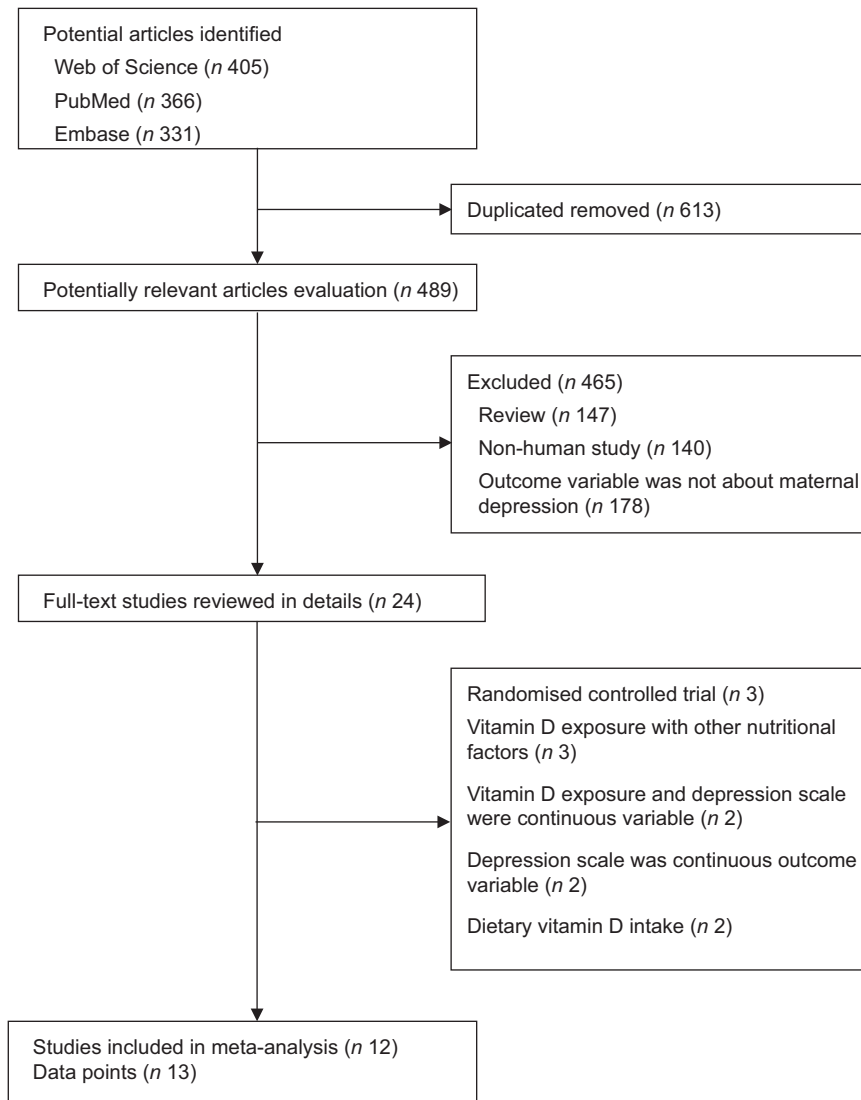 Potential articles identified
Web of Science (n 405)
PubMed (n 366)
Embase (n 331)
Duplicated removed (n 613)
Potentially relevant articles evaluation (n 489)
Excluded (n 465)
Review (n 147)
Non-human study (n 140)
Outcome variable was not about maternal
depression (n 178)
Full-text studies reviewed in details (n 24)
Randomised controlled trial (n 3)
Vitamin D exposure with other nutritional
factors (n 3)
Vitamin D exposure and depression scale
were continuous variable (n 2)
Depression scale was continuous outcome
variable (n 2)
Dietary vitamin D intake (n 2)
Studies included in meta-analysis (n 12)
Data points (n 13)